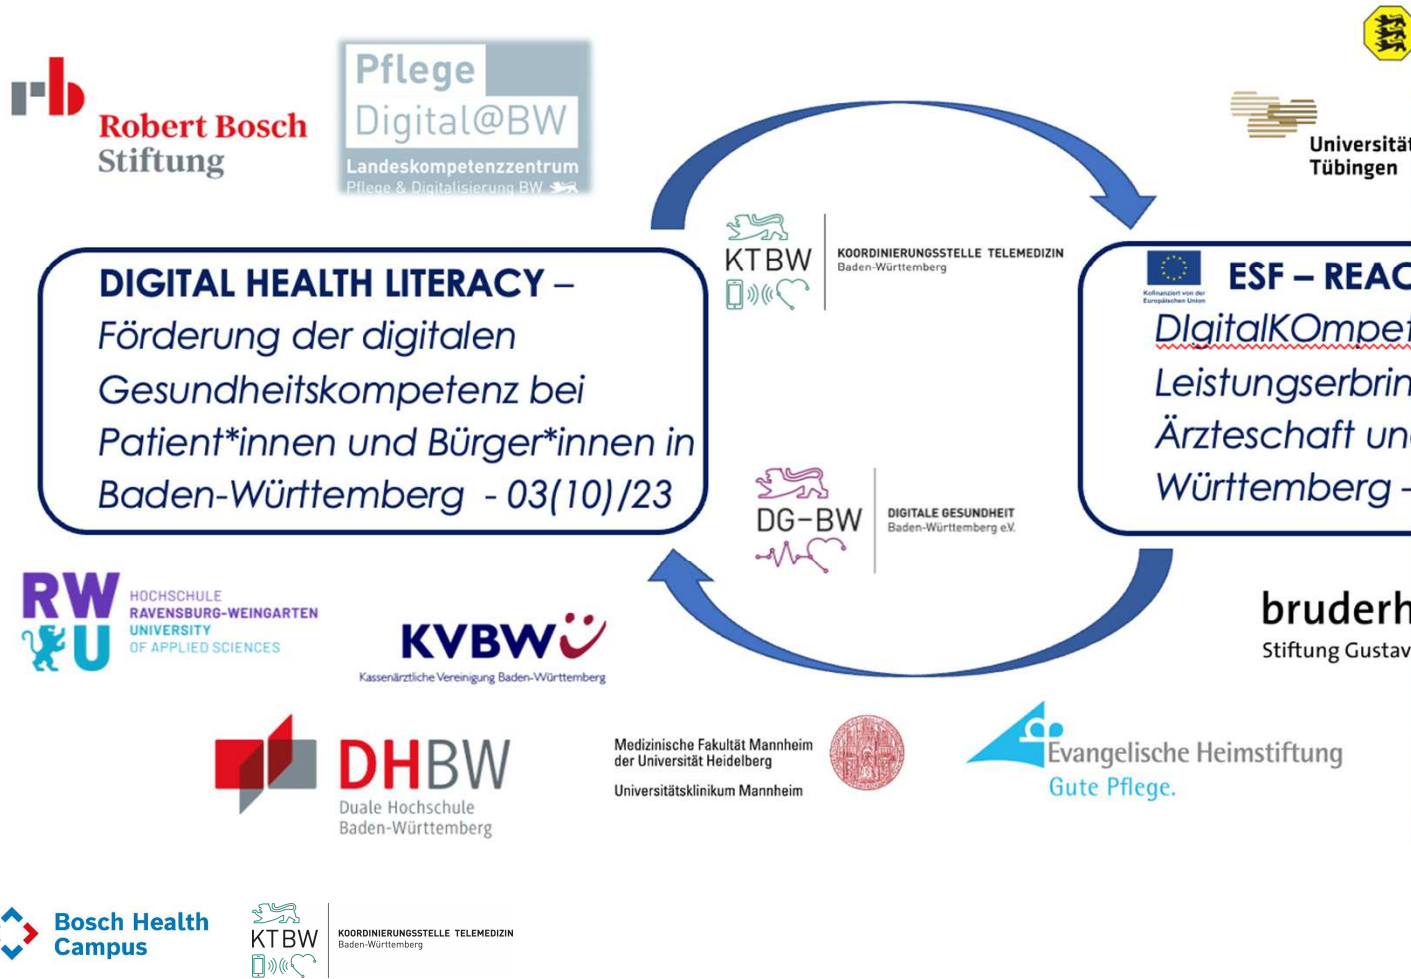 rb
Robert Bosch
Stiftung
Pflege
Digital@BW
Landeskompetenzzentrum
Pflege & Digitalisierung BW
Universität
Tübingen
KTBW
KOORDINIERUNGSSTELLE TELEMEDIZIN
Baden-Württemberg
DIGITAL HEALTH LITERACY –
Förderung der digitalen
Gesundheitskompetenz bei
Patient*innen und Bürger*innen in
Baden-Württemberg - 03(10)/23
Kofinanziert von der
Europäischen Union
ESF – REAC
DIgitalKOmpet
Leistungserbrin
Ärzteschaft un
Württemberg –
DG-BW
DIGITALE GESUNDHEIT
Baden-Württemberg e.V.
RW
U
HOCHSCHULE
RAVENSBURG-WEINGARTEN
UNIVERSITY
OF APPLIED SCIENCES
KVBW
Kassenärztliche Vereinigung Baden-Württemberg
bruderh
Stiftung Gustav
DHBW
Duale Hochschule
Baden-Württemberg
Medizinische Fakultät Mannheim
der Universität Heidelberg
Universitätsklinikum Mannheim
Evangelische Heimstiftung
Gute Pflege.
Bosch Health
Campus
KTBW
KOORDINIERUNGSSTELLE TELEMEDIZIN
Baden-Württemberg